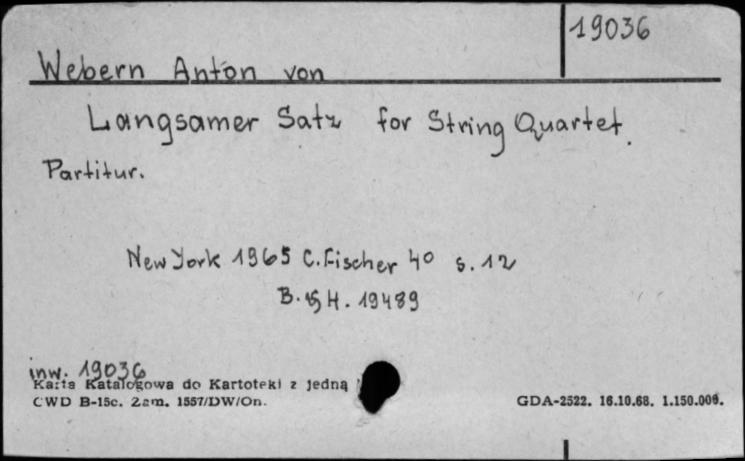 19036
Webern Anton von
Langsamer Satz for String Quartet.
Partitur.
New York 1965 C. Fischer 4° s. 12
B. H. 19489
inw. 19036
Karta Katalogowa do Kartoteki z jedną
CWD B-15c. Zam. 1557/DW/On.
GDA-2522. 16.10.68. 1.150.000.